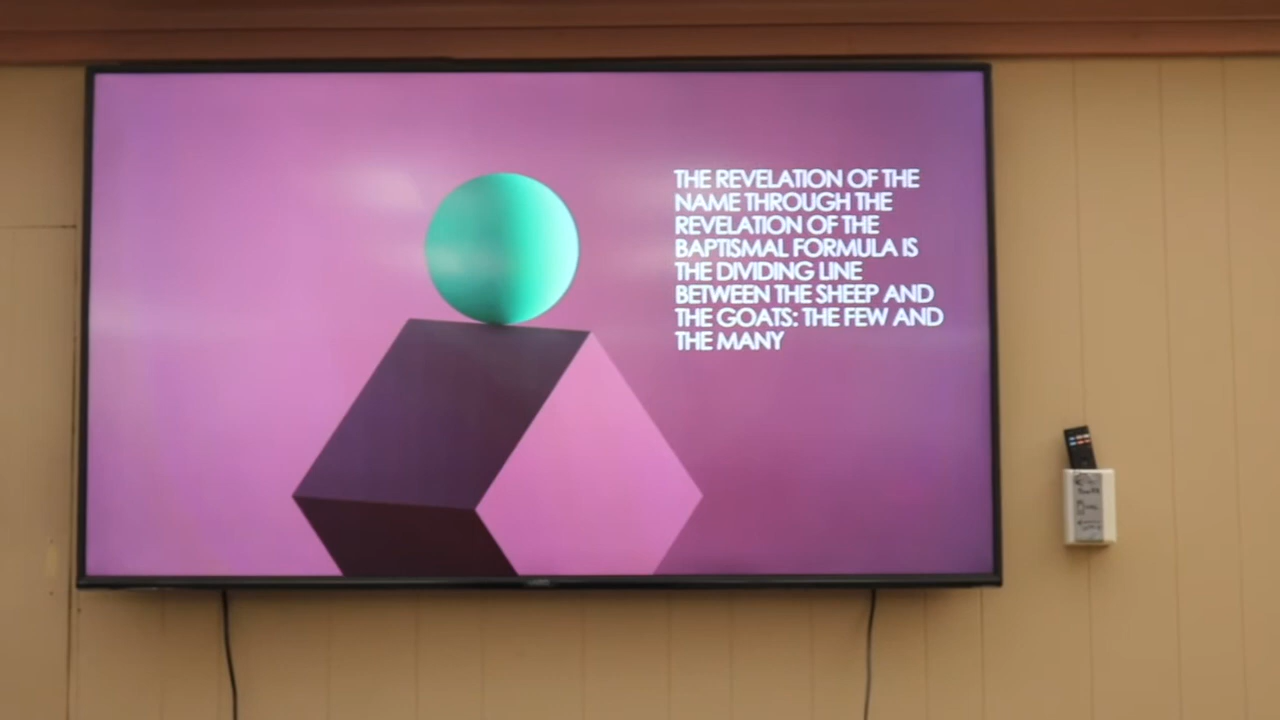 THE REVELATION OF THE
NAME THROUGH THE
REVELATION OF THE
BAPTISMAL FORMULA IS
THE DIVIDING LINE
BETWEEN THE SHEEP AND
THE GOATS: THE FEW AND
THE MANY